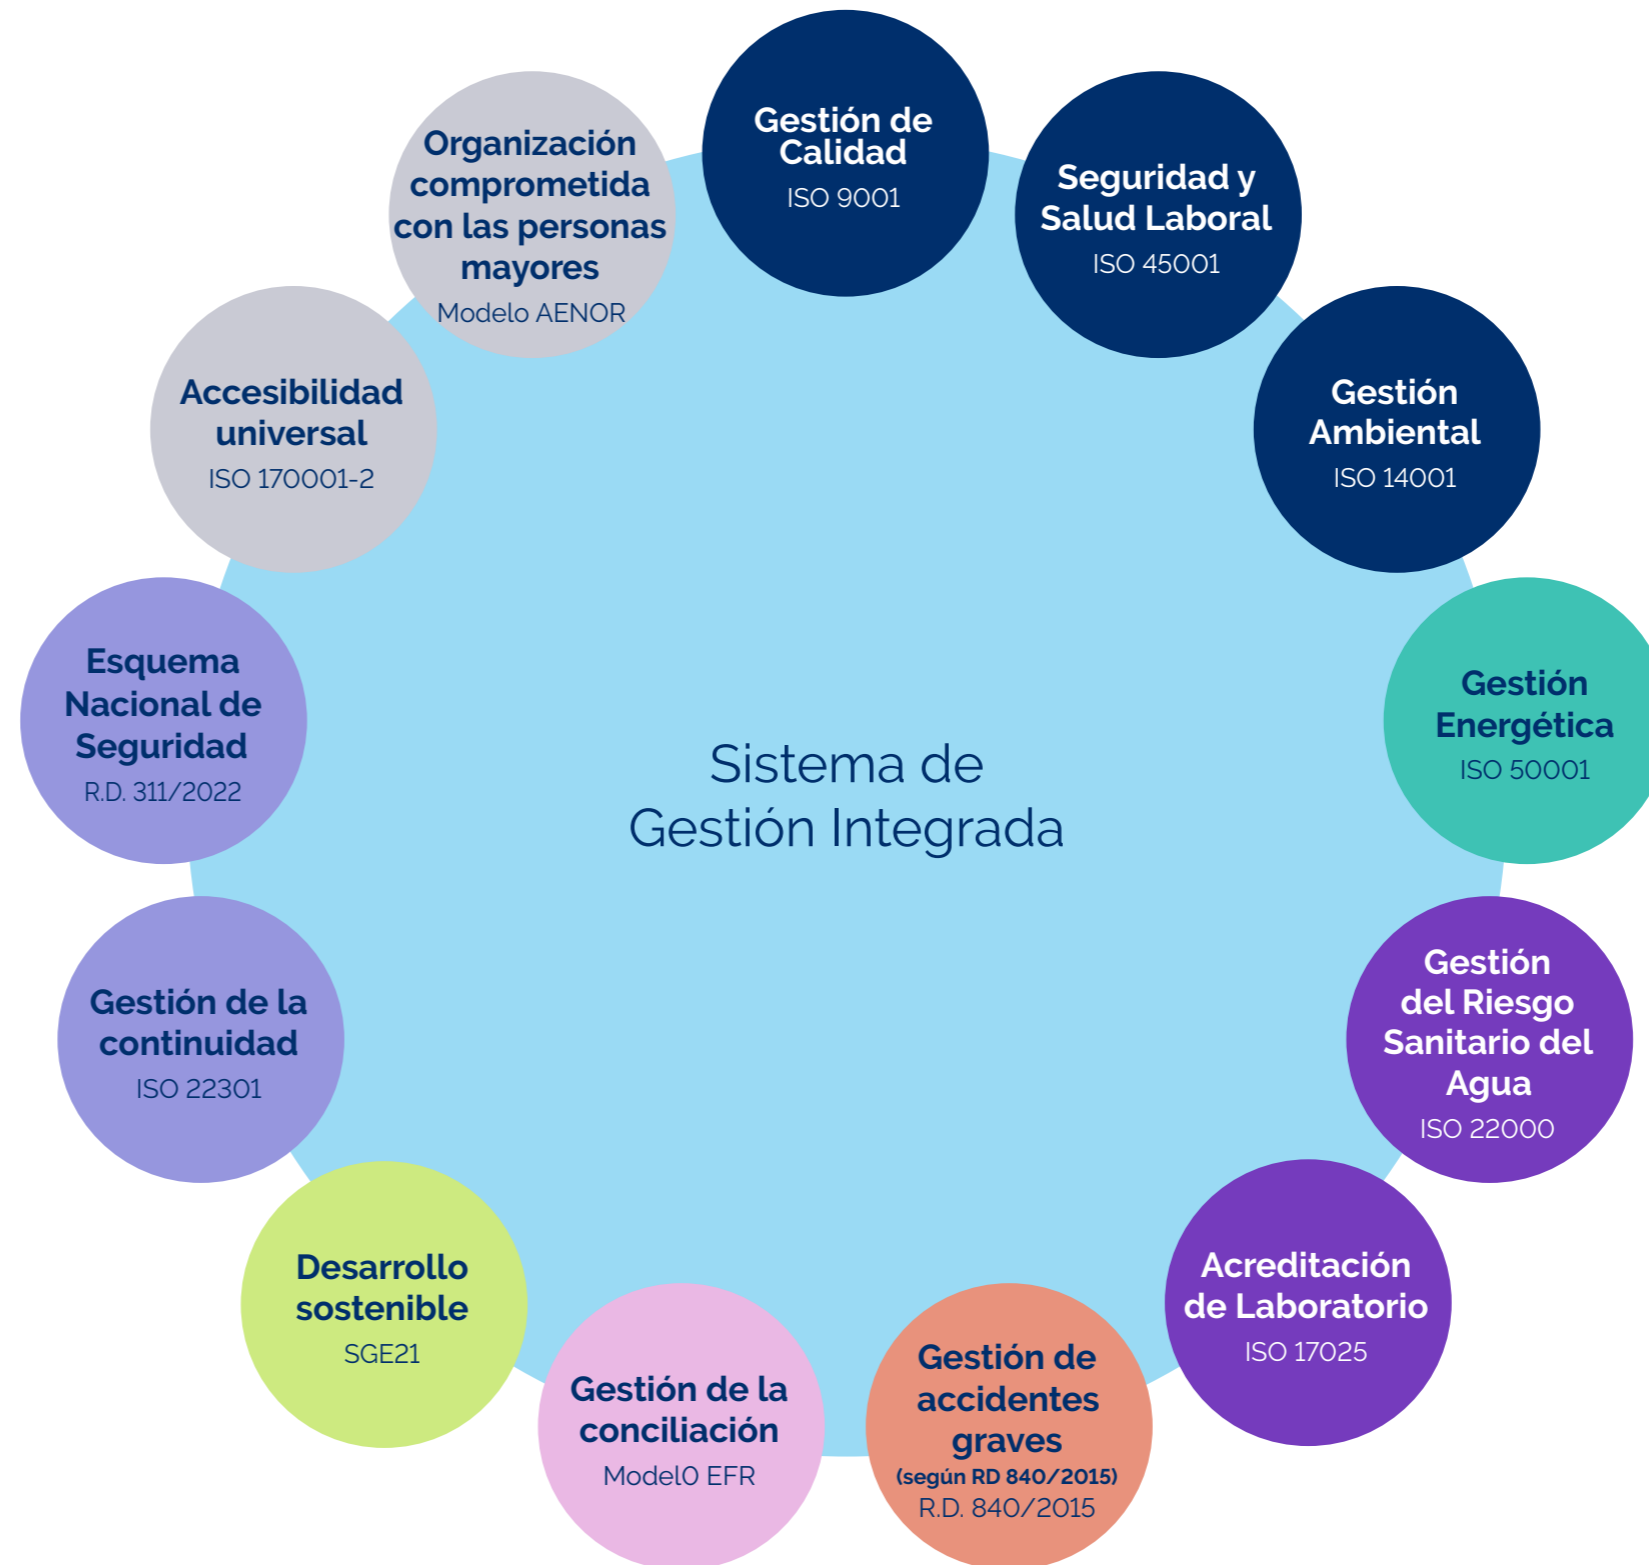 Gestión de
Calidad
ISO 9001
Seguridad y
Salud Laboral
ISO 45001
Gestión
Ambiental
ISO 14001
Gestión
Energética
ISO 50001
Gestión
del Riesgo
Sanitario del
Agua
ISO 22000
Acreditación
de Laboratorio
ISO 17025
Gestión de
accidentes
graves
(según RD 840/2015)
R.D. 840/2015
Gestión de la
conciliación
Model0 EFR
Desarrollo
sostenible
SGE21
Gestión de la
continuidad
ISO 22301
Esquema
Nacional de
Seguridad
R.D. 311/2022
Accesibilidad
universal
ISO 170001-2
Organización
comprometida
con las personas
mayores
Modelo AENOR
Sistema de
Gestión Integrada